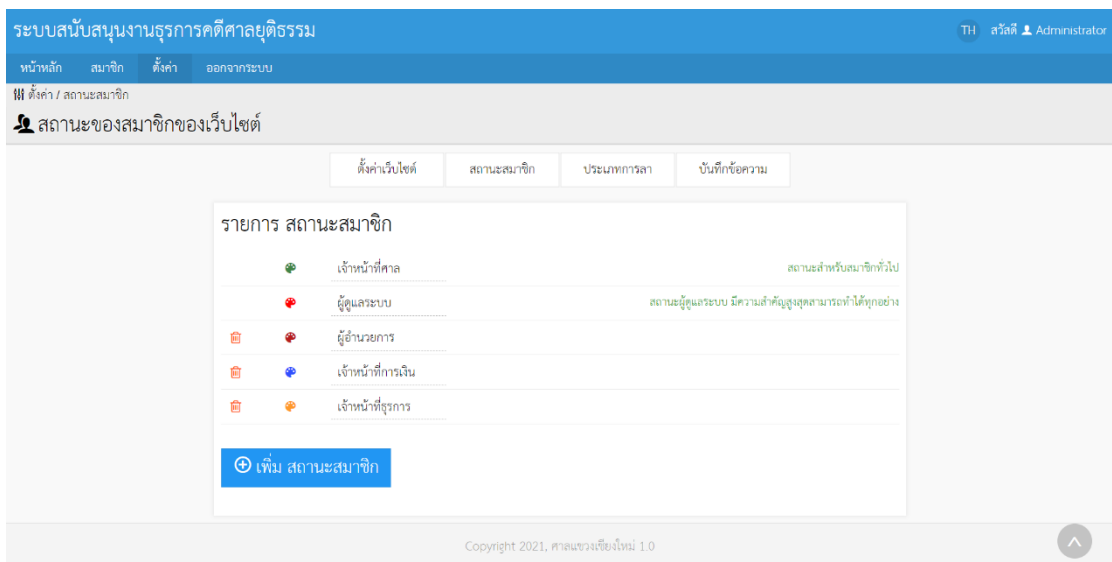 ระบบสนับสนุนงานธุรการคดีศาลยุติธรรม
TH สวัสดี Administrator
หน้าหลัก สมาชิก ตั้งค่า ออกจากระบบ
ตั้งค่า / สถานะสมาชิก
สถานะของสมาชิกของเว็บไซต์
ตั้งค่าเว็บไซต์ สถานะสมาชิก ประเภทการลา บันทึกข้อความ
รายการ สถานะสมาชิก
เจ้าหน้าที่ศาล สถานะสำหรับสมาชิกทั่วไป
ผู้ดูแลระบบ สถานะผู้ดูแลระบบ มีความสำคัญสูงสุดสามารถทำได้ทุกอย่าง
ผู้อำนวยการ
เจ้าหน้าที่การเงิน
เจ้าหน้าที่ธุรการ
เพิ่ม สถานะสมาชิก
Copyright 2021, ศาลแขวงเชียงใหม่ 1.0